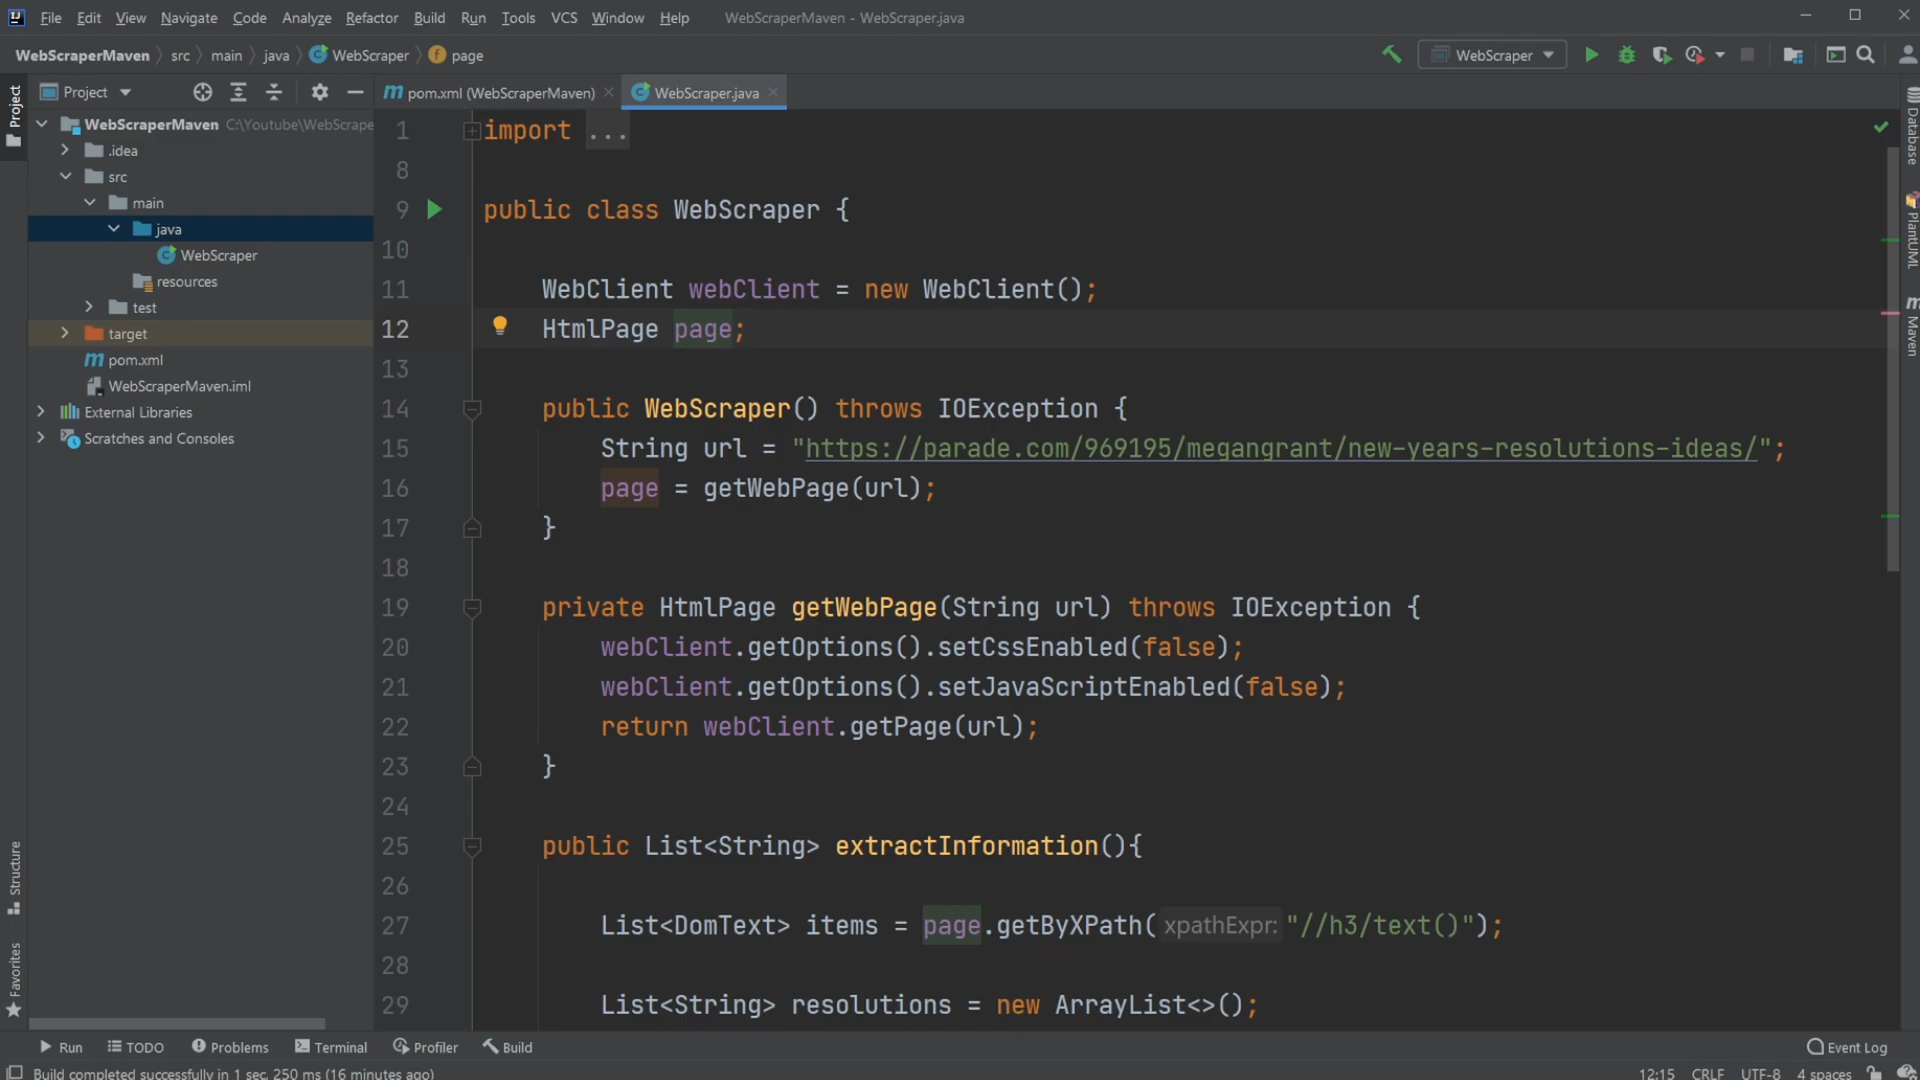 File Edit View Navigate Code Analyze Refactor Build Run Tools VCS Window Help WebScraperMaven - WebScraper.java
WebScraperMaven src main java WebScraper page WebScraper
Project
pom.xml (WebScraperMaven) WebScraper.java
Project
WebScraperMaven C:\Youtube\WebScrape
.idea
src
main
java
WebScraper
resources
test
target
pom.xml
WebScraperMaven.iml
External Libraries
Scratches and Consoles
Structure
Favorites
1 import ...
8
9 public class WebScraper {
10
11 WebClient webClient = new WebClient();
12 HtmlPage page;
13
14 public WebScraper() throws IOException {
15 String url = "https://parade.com/969195/megangrant/new-years-resolutions-ideas/";
16 page = getWebPage(url);
17 }
18
19 private HtmlPage getWebPage(String url) throws IOException {
20 webClient.getOptions().setCssEnabled(false);
21 webClient.getOptions().setJavaScriptEnabled(false);
22 return webClient.getPage(url);
23 }
24
25 public List<String> extractInformation(){
26
27 List<DomText> items = page.getByXPath( xpathExpr: "//h3/text()");
28
29 List<String> resolutions = new ArrayList<>();
Database
PlantUML
Maven
Run TODO Problems Terminal Profiler Build Event Log
Build completed successfully in 1 sec, 250 ms (16 minutes ago) 12:15 CRLF UTF-8 4 spaces